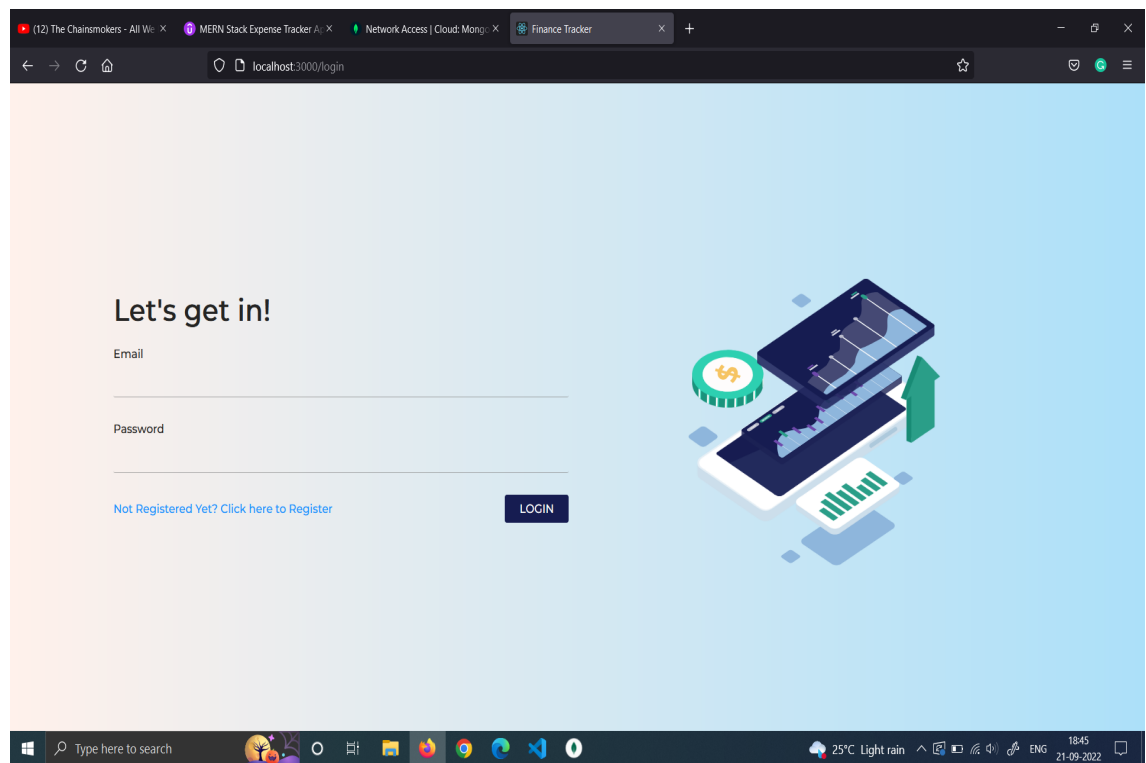 (12) The Chainsmokers - All We
MERN Stack Expense Tracker Ap
Network Access | Cloud: Mongo
Finance Tracker
localhost:3000/login
Let's get in!
Email
Password
Not Registered Yet? Click here to Register
LOGIN
$
Type here to search
25°C Light rain
ENG
18:45
21-09-2022